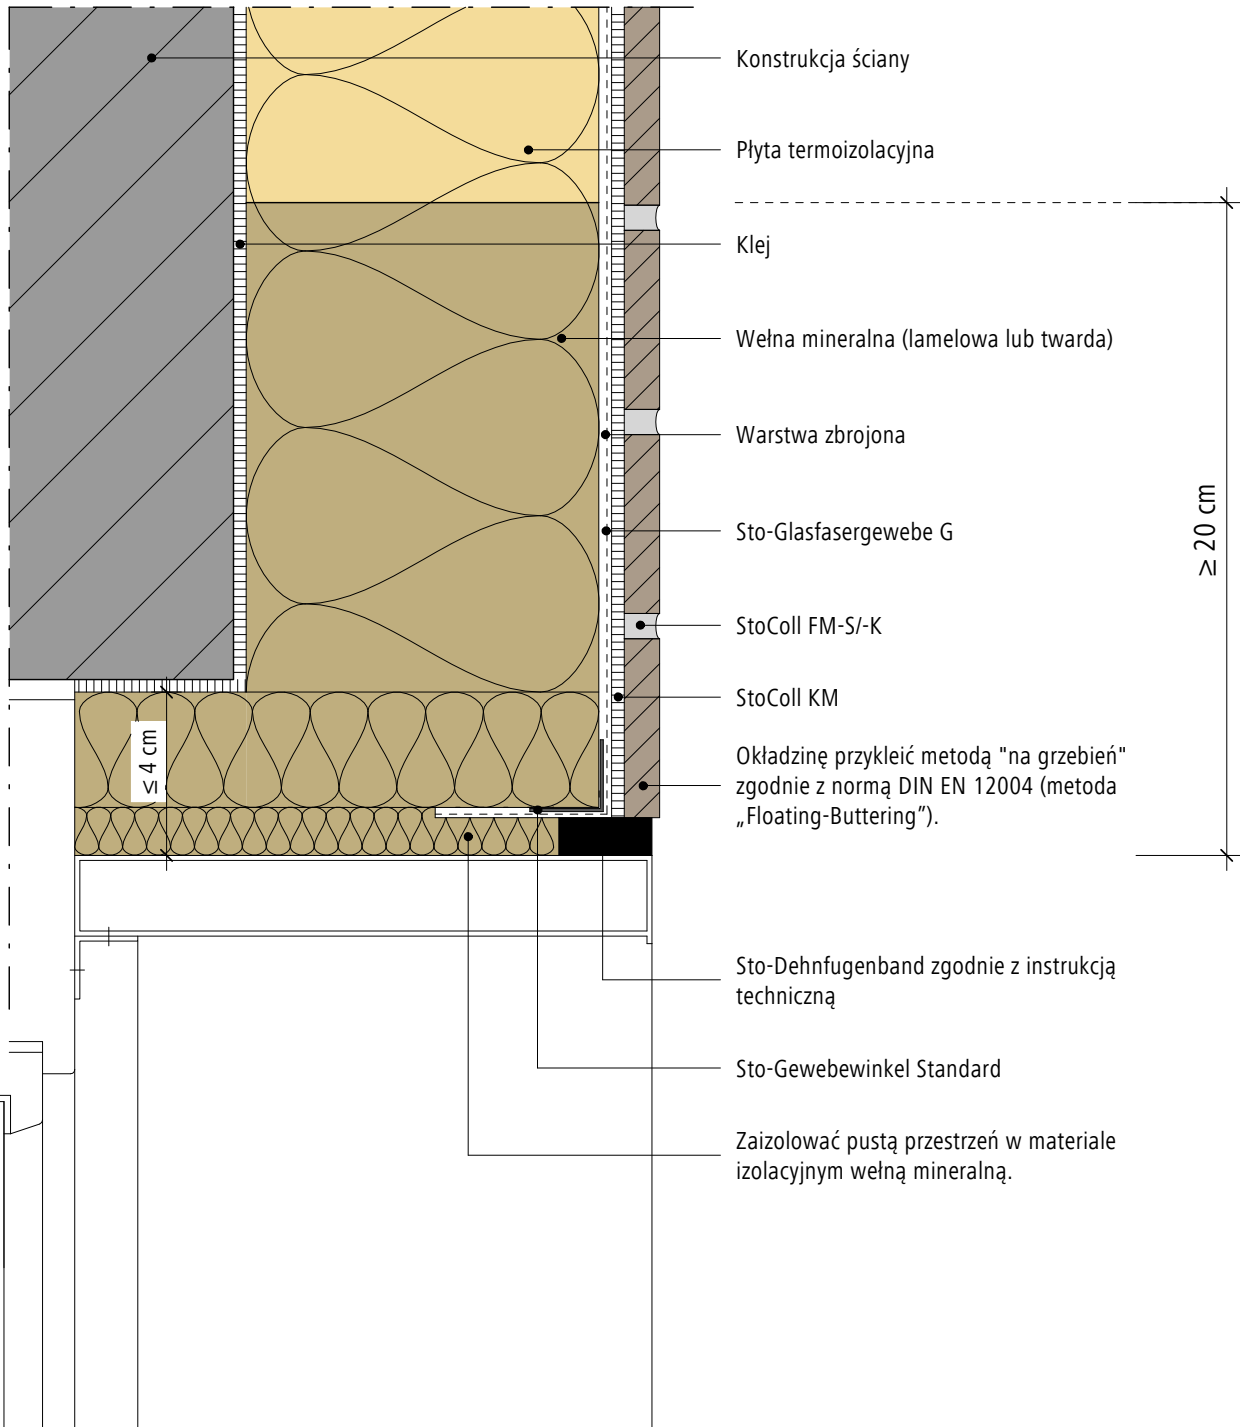 Konstrukcja ściany
Płyta termoizolacyjna
Klej
Wełna mineralna (lamelowa lub twarda)
Warstwa zbrojona
≥ 20 cm
Sto-Glasfasergewebe G
StoColl FM-S/-K
StoColl KM
≤ 4 cm
Okładzinę przykleić metodą "na grzebień"
zgodnie z normą DIN EN 12004 (metoda
„Floating-Buttering”).
Sto-Dehnfugenband zgodnie z instrukcją
techniczną
Sto-Gewebewinkel Standard
Zaizolować pustą przestrzeń w materiale
izolacyjnym wełną mineralną.